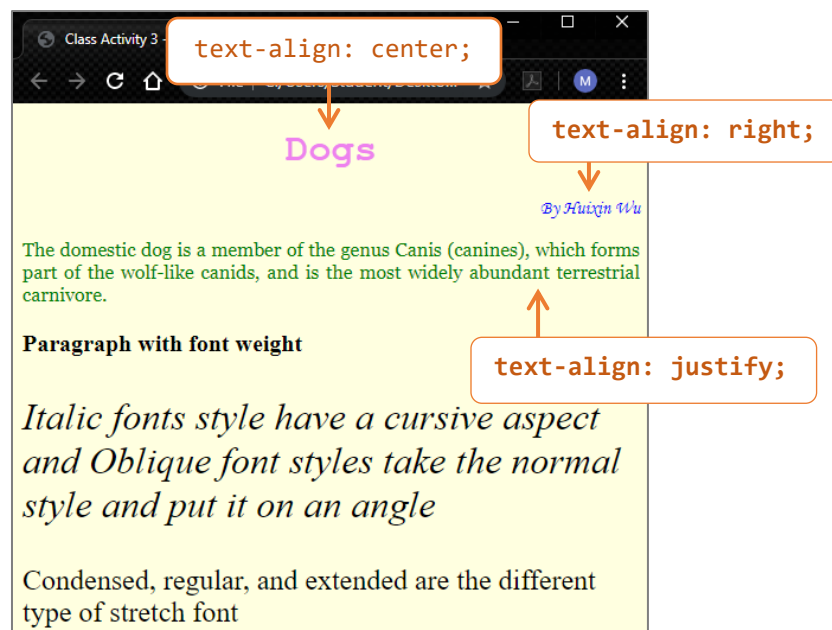 Class Activity 3 -
text-align: center;
M
Dogs
text-align: right;
By Huixin Wu
The domestic dog is a member of the genus Canis (canines), which forms
part of the wolf-like canids, and is the most widely abundant terrestrial
carnivore.
Paragraph with font weight
text-align: justify;
Italic fonts style have a cursive aspect
and Oblique font styles take the normal
style and put it on an angle
Condensed, regular, and extended are the different
type of stretch font